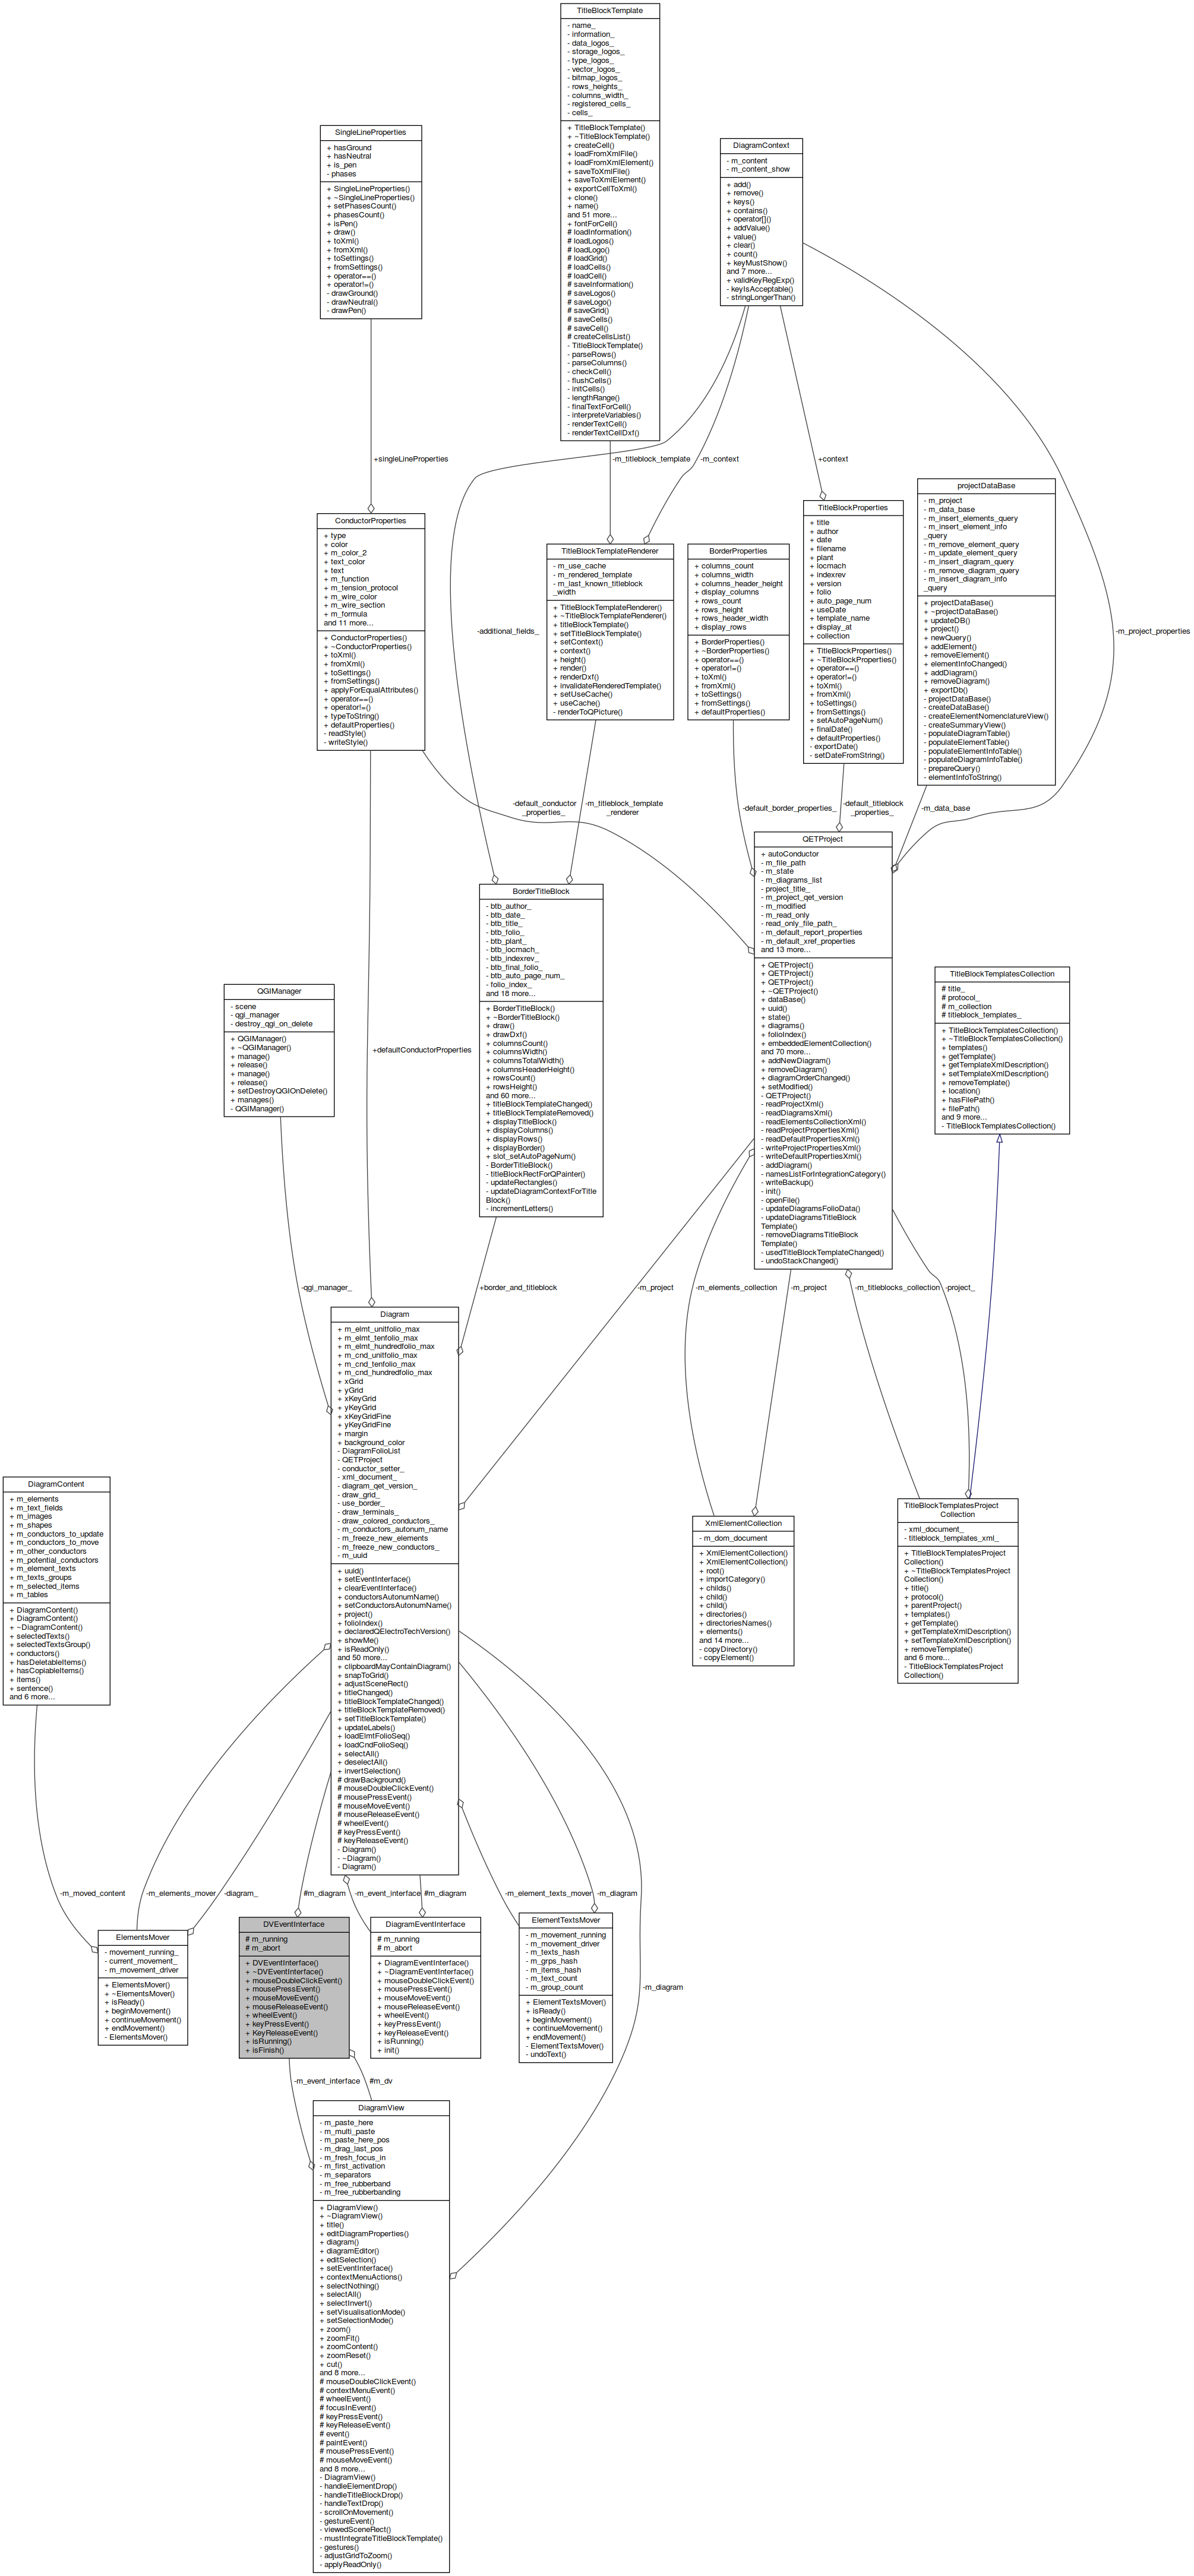 TitleBlockTemplate
- name_
- information_
- data_logos_
- storage_logos_
- type_logos_
- vector_logos_
- bitmap_logos_
- rows_heights_
- columns_width_
- registered_cells_
- cells_
+ TitleBlockTemplate()
+ ~TitleBlockTemplate()
+ createCell()
+ loadFromXmlFile()
+ loadFromXmlElement()
+ saveToXmlFile()
+ saveToXmlElement()
+ exportCellToXml()
+ clone()
+ name()
and 51 more...
+ fontForCell()
# loadInformation()
# loadLogos()
# loadLogo()
# loadGrid()
# loadCells()
# loadCell()
# saveInformation()
# saveLogos()
# saveLogo()
# saveGrid()
# saveCells()
# saveCell()
# createCellsList()
- TitleBlockTemplate()
- parseRows()
- parseColumns()
- checkCell()
- flushCells()
- initCells()
- lengthRange()
- finalTextForCell()
- interpreteVariables()
- renderTextCell()
- renderTextCellDxf()
SingleLineProperties
+ hasGround
+ hasNeutral
+ is_pen
- phases
+ SingleLineProperties()
+ ~SingleLineProperties()
+ setPhasesCount()
+ phasesCount()
+ isPen()
+ draw()
+ toXml()
+ fromXml()
+ toSettings()
+ fromSettings()
+ operator==()
+ operator!=()
- drawGround()
- drawNeutral()
- drawPen()
DiagramContext
- m_content
- m_content_show
+ add()
+ remove()
+ keys()
+ contains()
+ operator[]()
+ addValue()
+ value()
+ clear()
+ count()
+ keyMustShow()
and 7 more...
+ validKeyRegExp()
- keyIsAcceptable()
- stringLongerThan()
+singleLineProperties
-m_titleblock_template
-m_context
+context
ConductorProperties
+ type
+ color
+ m_color_2
+ text_color
+ text
+ m_function
+ m_tension_protocol
+ m_wire_color
+ m_wire_section
+ m_formula
and 11 more...
+ ConductorProperties()
+ ~ConductorProperties()
+ toXml()
+ fromXml()
+ toSettings()
+ fromSettings()
+ applyForEqualAttributes()
+ operator==()
+ operator!=()
+ typeToString()
+ defaultProperties()
- readStyle()
- writeStyle()
-additional_fields_
TitleBlockTemplateRenderer
- m_use_cache
- m_rendered_template
- m_last_known_titleblock
_width
+ TitleBlockTemplateRenderer()
+ ~TitleBlockTemplateRenderer()
+ titleBlockTemplate()
+ setTitleBlockTemplate()
+ setContext()
+ context()
+ height()
+ render()
+ renderDxf()
+ invalidateRenderedTemplate()
+ setUseCache()
+ useCache()
- renderToQPicture()
BorderProperties
+ columns_count
+ columns_width
+ columns_header_height
+ display_columns
+ rows_count
+ rows_height
+ rows_header_width
+ display_rows
+ BorderProperties()
+ ~BorderProperties()
+ operator==()
+ operator!=()
+ toXml()
+ fromXml()
+ toSettings()
+ fromSettings()
+ defaultProperties()
TitleBlockProperties
+ title
+ author
+ date
+ filename
+ plant
+ locmach
+ indexrev
+ version
+ folio
+ auto_page_num
+ useDate
+ template_name
+ display_at
+ collection
+ TitleBlockProperties()
+ ~TitleBlockProperties()
+ operator==()
+ operator!=()
+ toXml()
+ fromXml()
+ toSettings()
+ fromSettings()
+ setAutoPageNum()
+ finalDate()
+ defaultProperties()
- exportDate()
- setDateFromString()
projectDataBase
- m_project
- m_data_base
- m_insert_elements_query
- m_insert_element_info
_query
- m_remove_element_query
- m_update_element_query
- m_insert_diagram_query
- m_remove_diagram_query
- m_insert_diagram_info
_query
+ projectDataBase()
+ ~projectDataBase()
+ updateDB()
+ project()
+ newQuery()
+ addElement()
+ removeElement()
+ elementInfoChanged()
+ addDiagram()
+ removeDiagram()
+ exportDb()
- projectDataBase()
- createDataBase()
- createElementNomenclatureView()
- createSummaryView()
- populateDiagramTable()
- populateElementTable()
- populateElementInfoTable()
- populateDiagramInfoTable()
- prepareQuery()
- elementInfoToString()
-m_project_properties
-default_conductor
_properties_
-m_titleblock_template
_renderer
-default_border_properties_
-default_titleblock
_properties_
-m_data_base
BorderTitleBlock
- btb_author_
- btb_date_
- btb_title_
- btb_folio_
- btb_plant_
- btb_locmach_
- btb_indexrev_
- btb_final_folio_
- btb_auto_page_num_
- folio_index_
and 18 more...
+ BorderTitleBlock()
+ ~BorderTitleBlock()
+ draw()
+ drawDxf()
+ columnsCount()
+ columnsWidth()
+ columnsTotalWidth()
+ columnsHeaderHeight()
+ rowsCount()
+ rowsHeight()
and 60 more...
+ titleBlockTemplateChanged()
+ titleBlockTemplateRemoved()
+ displayTitleBlock()
+ displayColumns()
+ displayRows()
+ displayBorder()
+ slot_setAutoPageNum()
- BorderTitleBlock()
- titleBlockRectForQPainter()
- updateRectangles()
- updateDiagramContextForTitle
Block()
- incrementLetters()
QETProject
+ autoConductor
- m_file_path
- m_state
- m_diagrams_list
- project_title_
- m_project_qet_version
- m_modified
- m_read_only
- read_only_file_path_
- m_default_report_properties
- m_default_xref_properties
and 13 more...
+ QETProject()
+ QETProject()
+ QETProject()
+ ~QETProject()
+ dataBase()
+ uuid()
+ state()
+ diagrams()
+ folioIndex()
+ embeddedElementCollection()
and 70 more...
+ addNewDiagram()
+ removeDiagram()
+ diagramOrderChanged()
+ setModified()
- QETProject()
- readProjectXml()
- readDiagramsXml()
- readElementsCollectionXml()
- readProjectPropertiesXml()
- readDefaultPropertiesXml()
- writeProjectPropertiesXml()
- writeDefaultPropertiesXml()
- addDiagram()
- namesListForIntegrationCategory()
- writeBackup()
- init()
- openFile()
- updateDiagramsFolioData()
- updateDiagramsTitleBlock
Template()
- removeDiagramsTitleBlock
Template()
- usedTitleBlockTemplateChanged()
- undoStackChanged()
QGIManager
- scene
- qgi_manager
- destroy_qgi_on_delete
+ QGIManager()
+ ~QGIManager()
+ manage()
+ release()
+ manage()
+ release()
+ setDestroyQGIOnDelete()
+ manages()
- QGIManager()
+defaultConductorProperties
TitleBlockTemplatesCollection
# title_
# protocol_
# m_collection
# titleblock_templates_
+ TitleBlockTemplatesCollection()
+ ~TitleBlockTemplatesCollection()
+ templates()
+ getTemplate()
+ getTemplateXmlDescription()
+ setTemplateXmlDescription()
+ removeTemplate()
+ location()
+ hasFilePath()
+ filePath()
and 9 more...
- TitleBlockTemplatesCollection()
-qgi_manager_
+border_and_titleblock
-m_project
-m_elements_collection
-m_project
-m_titleblocks_collection
-project_
Diagram
+ m_elmt_unitfolio_max
+ m_elmt_tenfolio_max
+ m_elmt_hundredfolio_max
+ m_cnd_unitfolio_max
+ m_cnd_tenfolio_max
+ m_cnd_hundredfolio_max
+ xGrid
+ yGrid
+ xKeyGrid
+ yKeyGrid
+ xKeyGridFine
+ yKeyGridFine
+ margin
+ background_color
- DiagramFolioList
- QETProject
- conductor_setter_
- xml_document_
- diagram_qet_version_
- draw_grid_
- use_border_
- draw_terminals_
- draw_colored_conductors_
- m_conductors_autonum_name
- m_freeze_new_elements
- m_freeze_new_conductors_
- m_uuid
+ uuid()
+ setEventInterface()
+ clearEventInterface()
+ conductorsAutonumName()
+ setConductorsAutonumName()
+ project()
+ folioIndex()
+ declaredQElectroTechVersion()
+ showMe()
+ isReadOnly()
and 50 more...
+ clipboardMayContainDiagram()
+ snapToGrid()
+ adjustSceneRect()
+ titleChanged()
+ titleBlockTemplateChanged()
+ titleBlockTemplateRemoved()
+ setTitleBlockTemplate()
+ updateLabels()
+ loadElmtFolioSeq()
+ loadCndFolioSeq()
+ selectAll()
+ deselectAll()
+ invertSelection()
# drawBackground()
# mouseDoubleClickEvent()
# mousePressEvent()
# mouseMoveEvent()
# mouseReleaseEvent()
# wheelEvent()
# keyPressEvent()
# keyReleaseEvent()
- Diagram()
- ~Diagram()
- Diagram()
DiagramContent
+ m_elements
+ m_text_fields
+ m_images
+ m_shapes
+ m_conductors_to_update
+ m_conductors_to_move
+ m_other_conductors
+ m_potential_conductors
+ m_element_texts
+ m_texts_groups
+ m_selected_items
+ m_tables
+ DiagramContent()
+ DiagramContent()
+ ~DiagramContent()
+ selectedTexts()
+ selectedTextsGroup()
+ conductors()
+ hasDeletableItems()
+ hasCopiableItems()
+ items()
+ sentence()
and 6 more...
XmlElementCollection
- m_dom_document
+ XmlElementCollection()
+ XmlElementCollection()
+ root()
+ importCategory()
+ childs()
+ child()
+ child()
+ directories()
+ directoriesNames()
+ elements()
and 14 more...
- copyDirectory()
- copyElement()
TitleBlockTemplatesProject
Collection
- xml_document_
- titleblock_templates_xml_
+ TitleBlockTemplatesProject
Collection()
+ ~TitleBlockTemplatesProject
Collection()
+ title()
+ protocol()
+ parentProject()
+ templates()
+ getTemplate()
+ getTemplateXmlDescription()
+ setTemplateXmlDescription()
+ removeTemplate()
and 6 more...
- TitleBlockTemplatesProject
Collection()
-m_moved_content
-m_elements_mover
-diagram_
#m_diagram
-m_event_interface
#m_diagram
-m_element_texts_mover
-m_diagram
-m_diagram
ElementsMover
- movement_running_
- current_movement_
- m_movement_driver
+ ElementsMover()
+ ~ElementsMover()
+ isReady()
+ beginMovement()
+ continueMovement()
+ endMovement()
- ElementsMover()
DVEventInterface
# m_running
# m_abort
+ DVEventInterface()
+ ~DVEventInterface()
+ mouseDoubleClickEvent()
+ mousePressEvent()
+ mouseMoveEvent()
+ mouseReleaseEvent()
+ wheelEvent()
+ keyPressEvent()
+ KeyReleaseEvent()
+ isRunning()
+ isFinish()
DiagramEventInterface
# m_running
# m_abort
+ DiagramEventInterface()
+ ~DiagramEventInterface()
+ mouseDoubleClickEvent()
+ mousePressEvent()
+ mouseMoveEvent()
+ mouseReleaseEvent()
+ wheelEvent()
+ keyPressEvent()
+ keyReleaseEvent()
+ isRunning()
+ init()
ElementTextsMover
- m_movement_running
- m_movement_driver
- m_texts_hash
- m_grps_hash
- m_items_hash
- m_text_count
- m_group_count
+ ElementTextsMover()
+ isReady()
+ beginMovement()
+ continueMovement()
+ endMovement()
- ElementTextsMover()
- undoText()
-m_event_interface
#m_dv
DiagramView
- m_paste_here
- m_multi_paste
- m_paste_here_pos
- m_drag_last_pos
- m_fresh_focus_in
- m_first_activation
- m_separators
- m_free_rubberband
- m_free_rubberbanding
+ DiagramView()
+ ~DiagramView()
+ title()
+ editDiagramProperties()
+ diagram()
+ diagramEditor()
+ editSelection()
+ setEventInterface()
+ contextMenuActions()
+ selectNothing()
+ selectAll()
+ selectInvert()
+ setVisualisationMode()
+ setSelectionMode()
+ zoom()
+ zoomFit()
+ zoomContent()
+ zoomReset()
+ cut()
and 8 more...
# mouseDoubleClickEvent()
# contextMenuEvent()
# wheelEvent()
# focusInEvent()
# keyPressEvent()
# keyReleaseEvent()
# event()
# paintEvent()
# mousePressEvent()
# mouseMoveEvent()
and 8 more...
- DiagramView()
- handleElementDrop()
- handleTitleBlockDrop()
- handleTextDrop()
- scrollOnMovement()
- gestureEvent()
- viewedSceneRect()
- mustIntegrateTitleBlockTemplate()
- gestures()
- adjustGridToZoom()
- applyReadOnly()